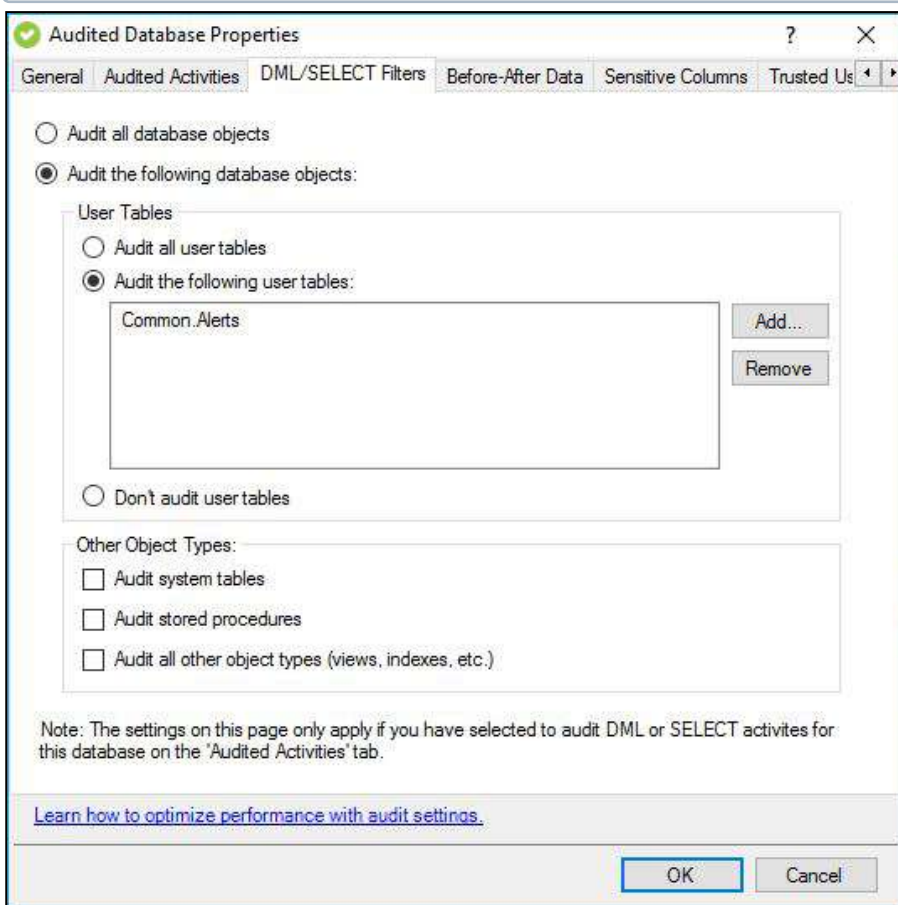 Audited Database Properties
?
General
Audited Activities
DML/SELECT Filters
Before-After Data
Sensitive Columns
Trusted Us
Audit all database objects
Audit the following database objects:
User Tables
Audit all user tables
Audit the following user tables:
Common.Alerts
Add...
Remove
Don't audit user tables
Other Object Types:
Audit system tables
Audit stored procedures
Audit all other object types (views, indexes, etc.)
Note: The settings on this page only apply if you have selected to audit DML or SELECT activites for
this database on the 'Audited Activities' tab.
Learn how to optimize performance with audit settings.
OK
Cancel